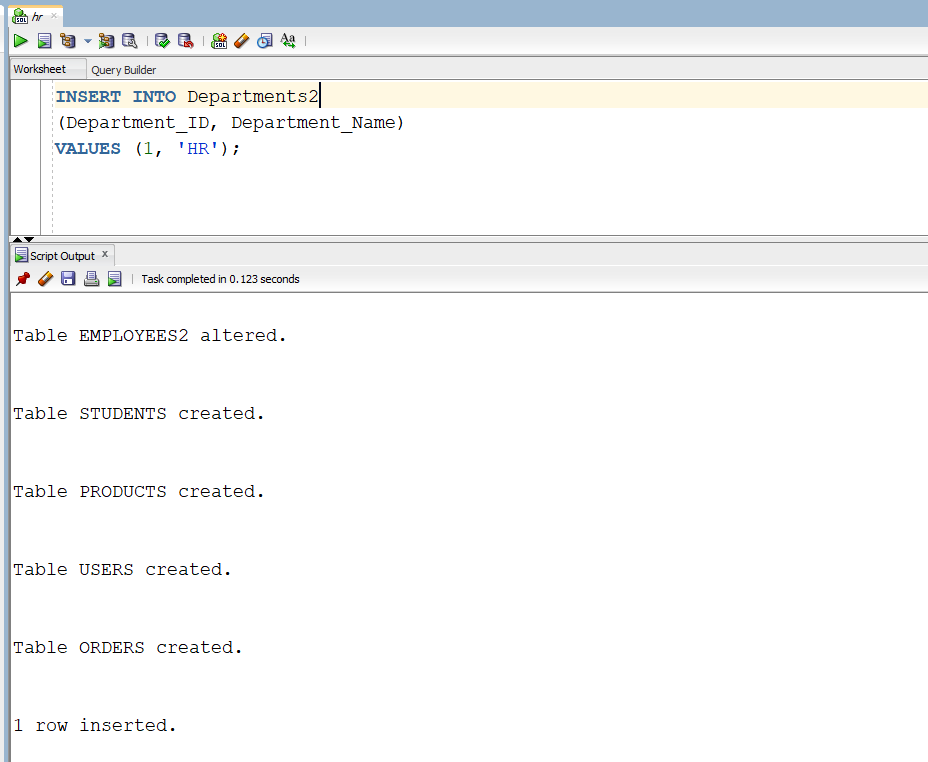 hr
Worksheet
Query Builder
INSERT INTO Departments2
(Department_ID, Department_Name)
VALUES (1, 'HR');
Script Output
Task completed in 0.123 seconds
Table EMPLOYEES2 altered.
Table STUDENTS created.
Table PRODUCTS created.
Table USERS created.
Table ORDERS created.
1 row inserted.